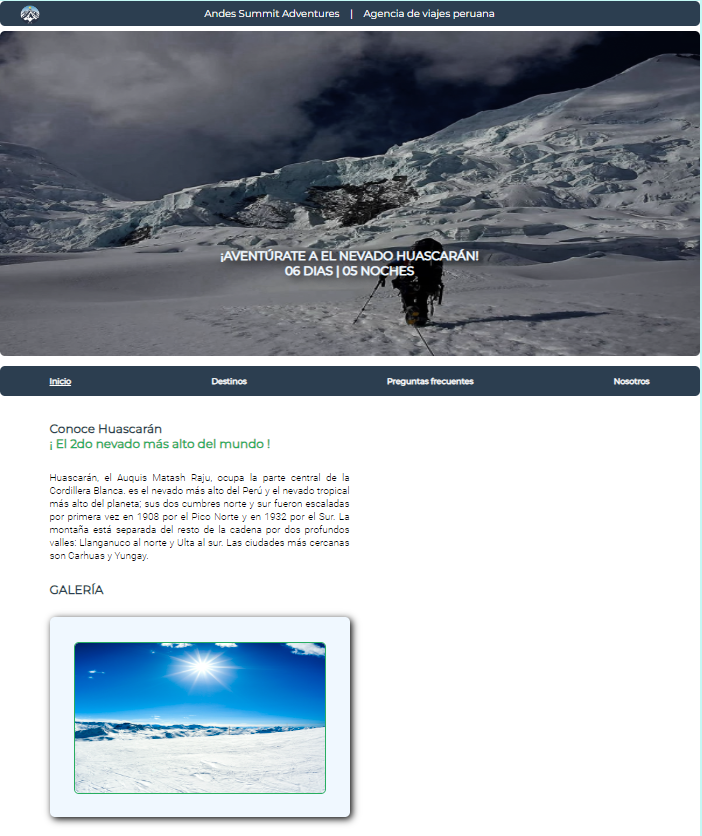 Andes Summit Adventures | Agencia de viajes peruana
¡AVENTÚRATE A EL NEVADO HUASCARÁN!
06 DIAS | 05 NOCHES
Inicio Destinos Preguntas frecuentes Nosotros
Conoce Huascarán
¡ El 2do nevado más alto del mundo !
Huascarán, el Auquis Matash Raju, ocupa la parte central de la
Cordillera Blanca. es el nevado más alto del Perú y el nevado tropical
más alto del planeta; sus dos cumbres norte y sur fueron escaladas
por primera vez en 1908 por el Pico Norte y en 1932 por el Sur. La
montaña está separada del resto de la cadena por dos profundos
valles: Llanganuco al norte y Ulta al sur. Las ciudades más cercanas
son Carhuas y Yungay.
GALERÍA